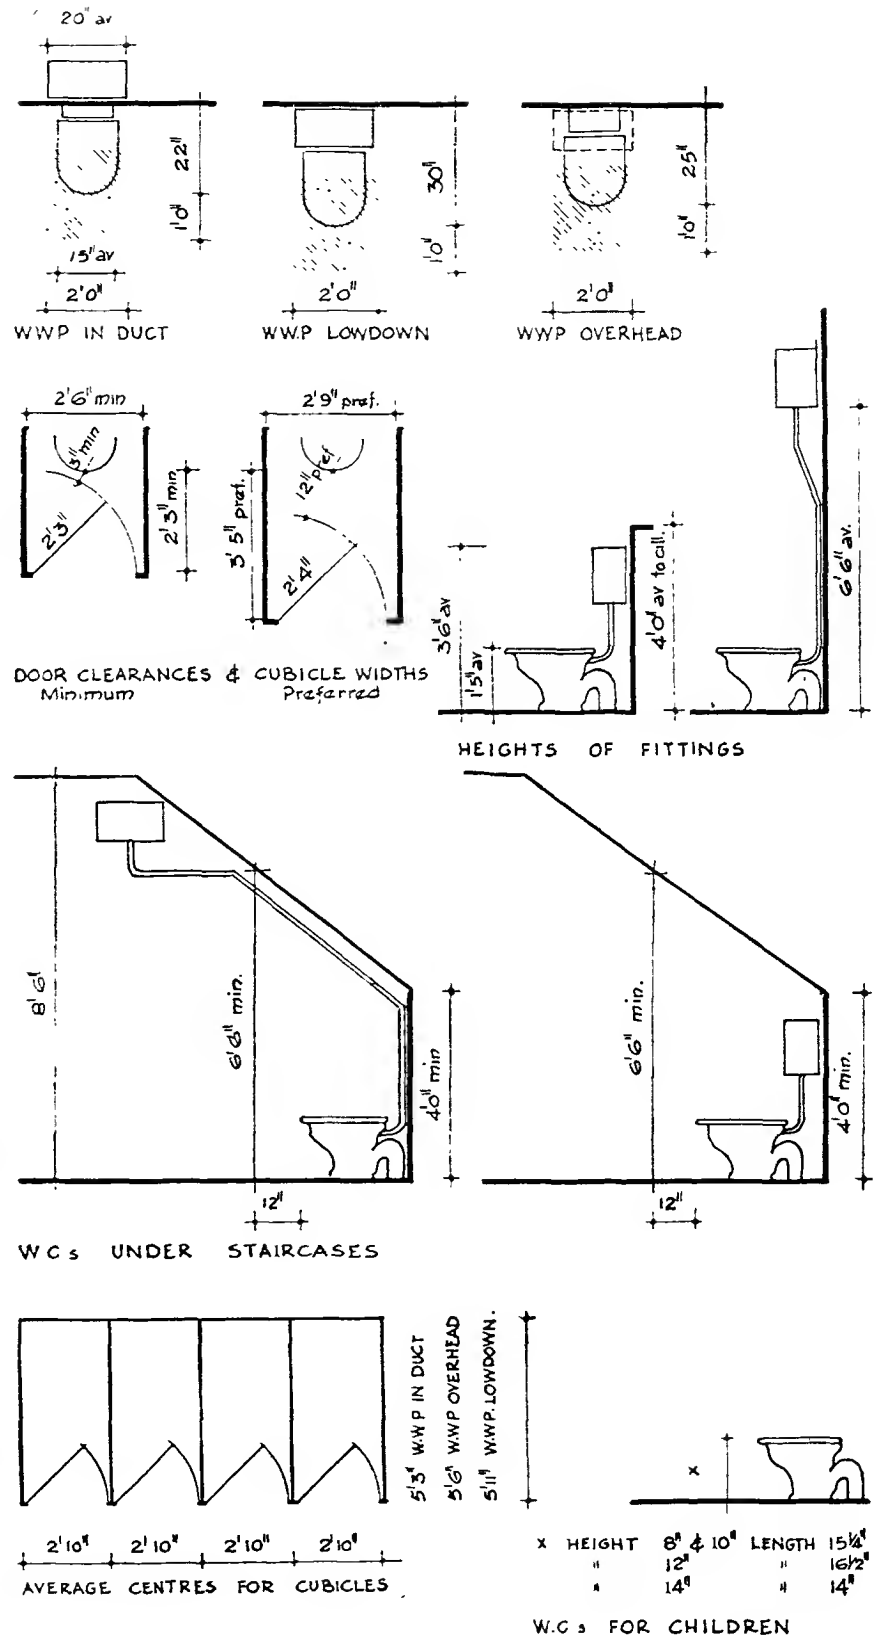 20" av
22"
1'0"
15" av
2'0"
WWP IN DUCT
30"
1'0"
2'0"
WW.P LOWDOWN
25"
1'0"
2'0"
WWP OVERHEAD
2'6" min
3" min
2'3"
2'3" min
2'9" pref.
12" pref
2'4"
3'5" pref.
DOOR CLEARANCES & CUBICLE WIDTHS
Minimum Preferred
3'6" av
1'5" av
4'0" av to cill.
6'6" av.
HEIGHTS OF FITTINGS
8'6"
6'6" min.
4'0" min
12"
6'6" min.
4'0" min.
12"
W C s UNDER STAIRCASES
5'3" W.W P IN DUCT
5'6" W.WP OVERHEAD
5'11" W.W.P. LOWDOWN.
2'10" 2'10" 2'10" 2'10"
AVERAGE CENTRES FOR CUBICLES
x
x HEIGHT 8" & 10" LENGTH 15¼"
" 12" " 16½"
" 14" " 14"
W.C s FOR CHILDREN